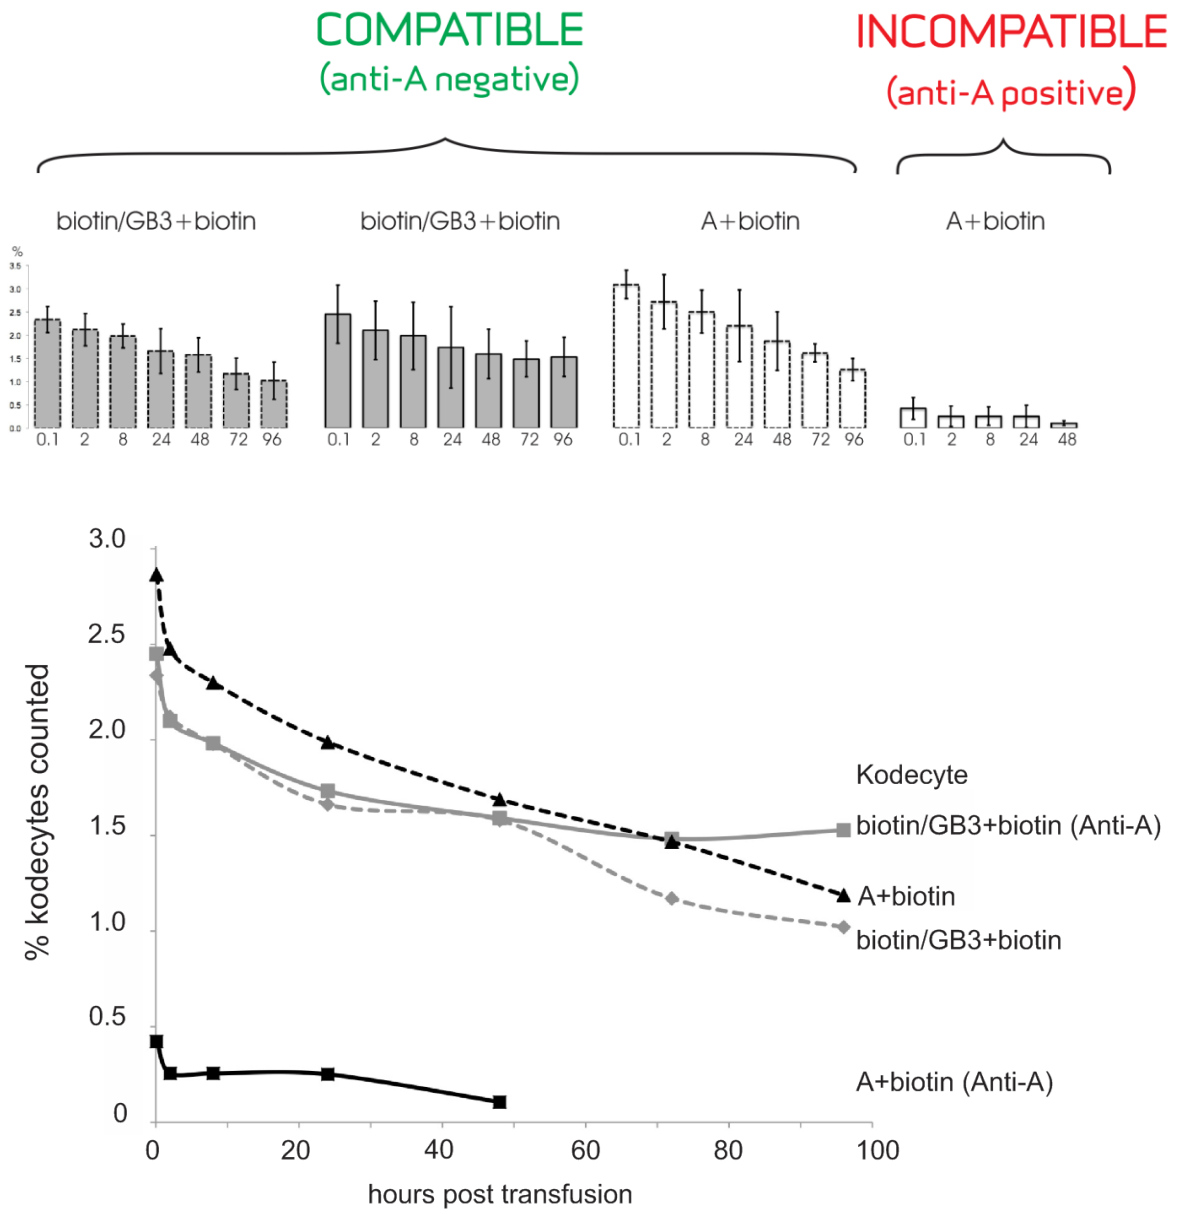 COMPATIBLE
(anti-A negative)
INCOMPATIBLE
(anti-A positive)
biotin/GB3+biotin
biotin/GB3+biotin
A+biotin
A+biotin
%
3.5
3.0
2.5
2.0
1.5
1.0
0.5
0.0
0.1 2 8 24 48 72 96
0.1 2 8 24 48 72 96
0.1 2 8 24 48 72 96
0.1 2 8 24 48
% kodecytes counted
3.0
2.5
2.0
1.5
1.0
0.5
0
Kodecyte
biotin/GB3+biotin (Anti-A)
A+biotin
biotin/GB3+biotin
A+biotin (Anti-A)
0 20 40 60 80 100
hours post transfusion